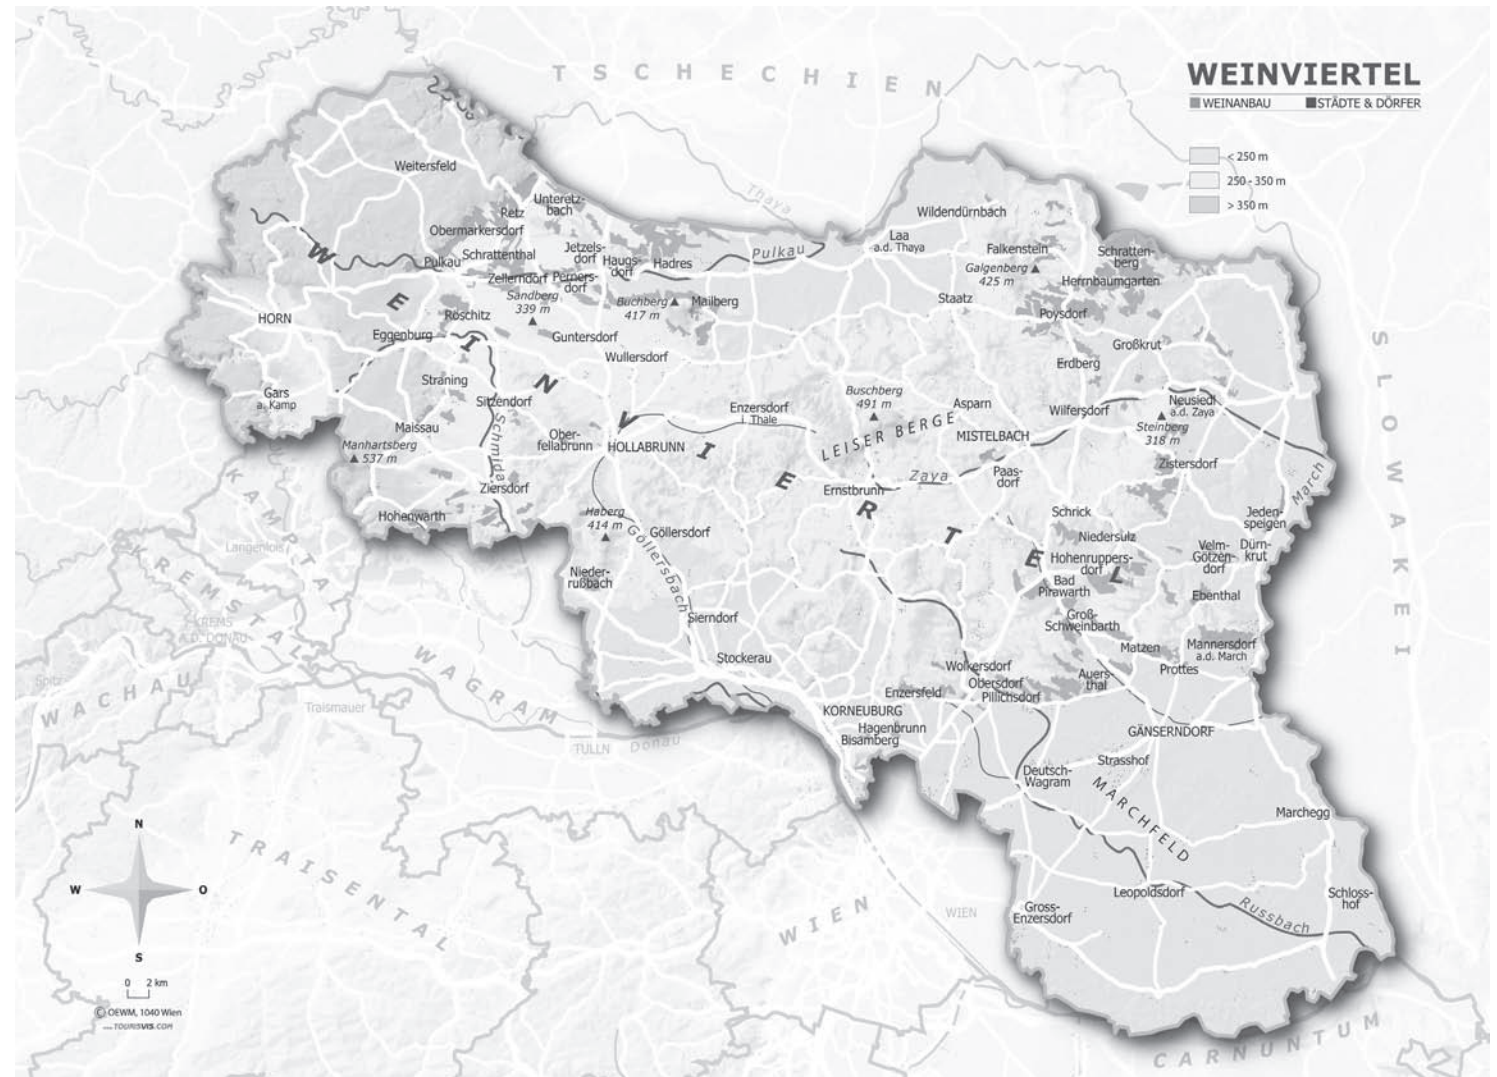 TSCHECHIEN
WEINVIERTEL
WEINANBAU
STÄDTE & DÖRFER
< 250 m
250 - 350 m
> 350 m
Weitersfeld
Thaya
Unteretz-
bach
Retz
Obermarkersdorf
Wildendürnbach
Laa
a.d. Thaya
Falkenstein
Schratten-
berg
Pulkau
Schrattenthal
Jetzels-
dorf
Haugs-
dorf
Hadres
Pulkau
Galgenberg
425 m
Herrnbaumgarten
Zellerndorf
Perners-
dorf
Sandberg
339 m
Buchberg
417 m
Mailberg
Staatz
Poysdorf
HORN
Röschitz
Eggenburg
Guntersdorf
Wullersdorf
Großkrut
Erdberg
WEINVIERTEL
SLOWAKEI
Gars
a. Kamp
Straning
Sitzendorf
Schmida
Enzersdorf
i. Thale
Buschberg
491 m
Asparn
Wilfersdorf
Neusiedl
a.d. Zaya
Steinberg
318 m
Maissau
Manhartsberg
537 m
Ober-
fellabrunn
HOLLABRUNN
LEISER BERGE
MISTELBACH
Zistersdorf
Zaya
Paas-
dorf
March
Ernstbrunn
Ziersdorf
Hohenwarth
Haberg
414 m
Göllersdorf
Göllersbach
Schrick
Jeden-
speigen
Niedersulz
Hohenruppers-
dorf
Velm-
Götzen-
dorf
Dürn-
krut
KAMPTAL
Langenlois
KREMSTAL
KREMS
A.D. DONAU
Nieder-
rußbach
Bad
Pirawarth
Ebenthal
Sierndorf
Groß-
Schweinbarth
Stockerau
Matzen
Mannersdorf
a.d. March
Prottes
WAGRAM
Spitz
WACHAU
Traismauer
Wolkersdorf
Obersdorf
Pillichsdorf
Auers-
thal
Enzersfeld
KORNEUBURG
Hagenbrunn
Bisamberg
GÄNSERNDORF
TULLN
Donau
Strasshof
Deutsch-
Wagram
MARCHFELD
Marchegg
TRAISENTAL
Leopoldsdorf
Schloss-
hof
Russbach
Gross-
Enzersdorf
WIEN
WIEN
N
W
O
S
0 2 km
© OEWM, 1040 Wien
TOURISVIS.COM
CARNUNTUM